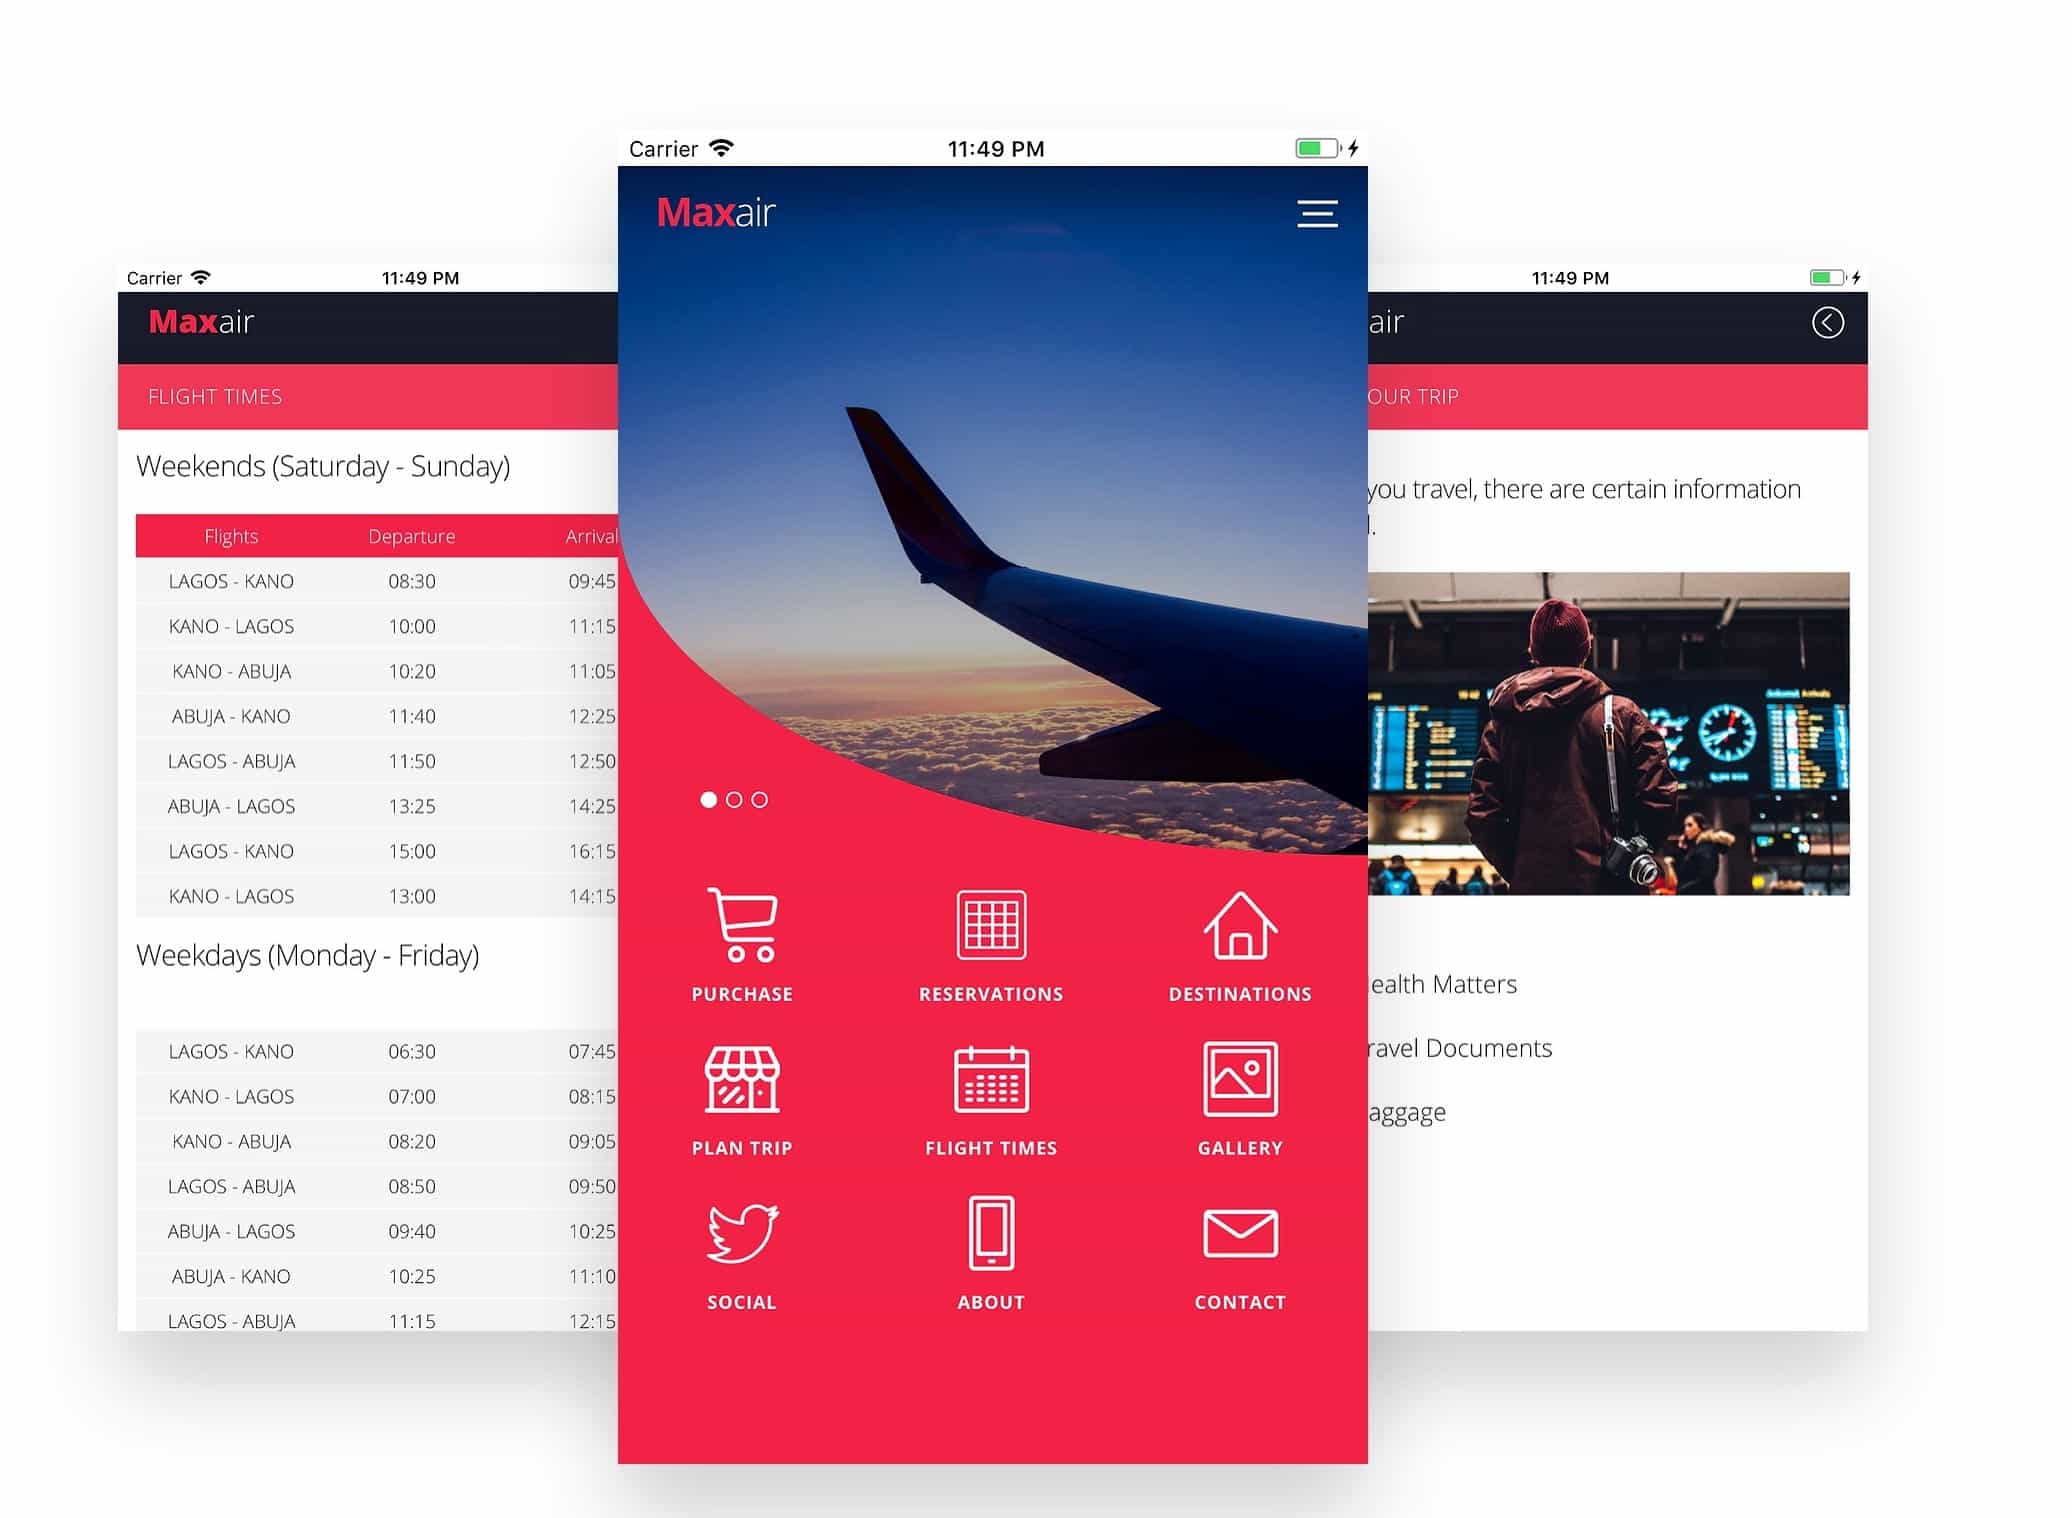 Carrier 11:49 PM
Maxair
FLIGHT TIMES
Weekends (Saturday - Sunday)
Flights Departure Arrival
LAGOS - KANO 08:30 09:45
KANO - LAGOS 10:00 11:15
KANO - ABUJA 10:20 11:05
ABUJA - KANO 11:40 12:25
LAGOS - ABUJA 11:50 12:50
ABUJA - LAGOS 13:25 14:25
LAGOS - KANO 15:00 16:15
KANO - LAGOS 13:00 14:15
Weekdays (Monday - Friday)
LAGOS - KANO 06:30 07:45
KANO - LAGOS 07:00 08:15
KANO - ABUJA 08:20 09:05
LAGOS - ABUJA 08:50 09:50
ABUJA - LAGOS 09:40 10:25
ABUJA - KANO 10:25 11:10
LAGOS - ABUJA 11:15 12:15
Carrier 11:49 PM
Maxair
PURCHASE RESERVATIONS DESTINATIONS
PLAN TRIP FLIGHT TIMES GALLERY
SOCIAL ABOUT CONTACT
11:49 PM
air
OUR TRIP
you travel, there are certain information
ealth Matters
ravel Documents
aggage